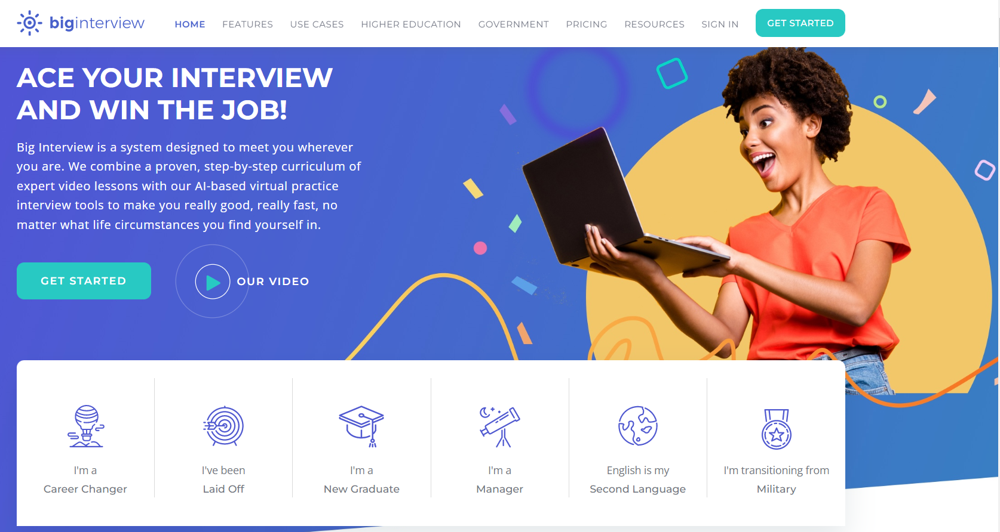 biginterview
HOME
FEATURES
USE CASES
HIGHER EDUCATION
GOVERNMENT
PRICING
RESOURCES
SIGN IN
GET STARTED
ACE YOUR INTERVIEW
AND WIN THE JOB!
Big Interview is a system designed to meet you wherever
you are. We combine a proven, step-by-step curriculum of
expert video lessons with our AI-based virtual practice
interview tools to make you really good, really fast, no
matter what life circumstances you find yourself in.
GET STARTED
OUR VIDEO
I'm a
Career Changer
I've been
Laid Off
I'm a
New Graduate
I'm a
Manager
English is my
Second Language
I'm transitioning from
Military